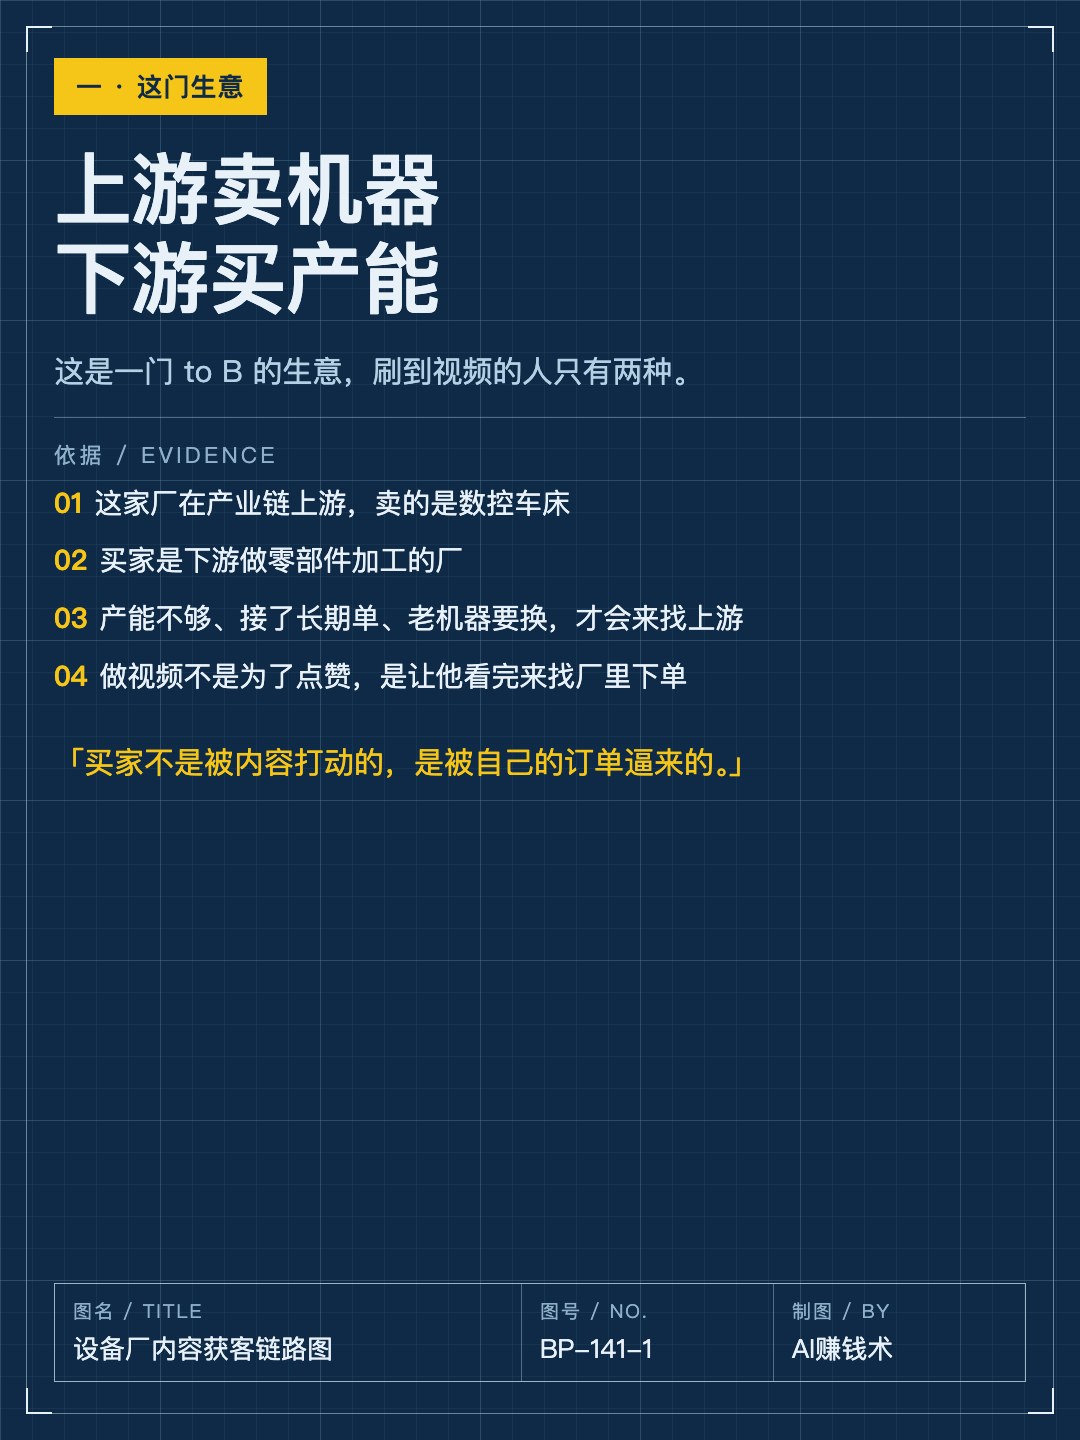 一 · 这门生意
上游卖机器
下游买产能
这是一门 to B 的生意，刷到视频的人只有两种。
依据 / EVIDENCE
01 这家厂在产业链上游，卖的是数控车床
02 买家是下游做零部件加工的厂
03 产能不够、接了长期单、老机器要换，才会来找上游
04 做视频不是为了点赞，是让他看完来找厂里下单
「买家不是被内容打动的，是被自己的订单逼来的。」
图名 / TITLE
设备厂内容获客链路图
图号 / NO.
BP-141-1
制图 / BY
AI赚钱术